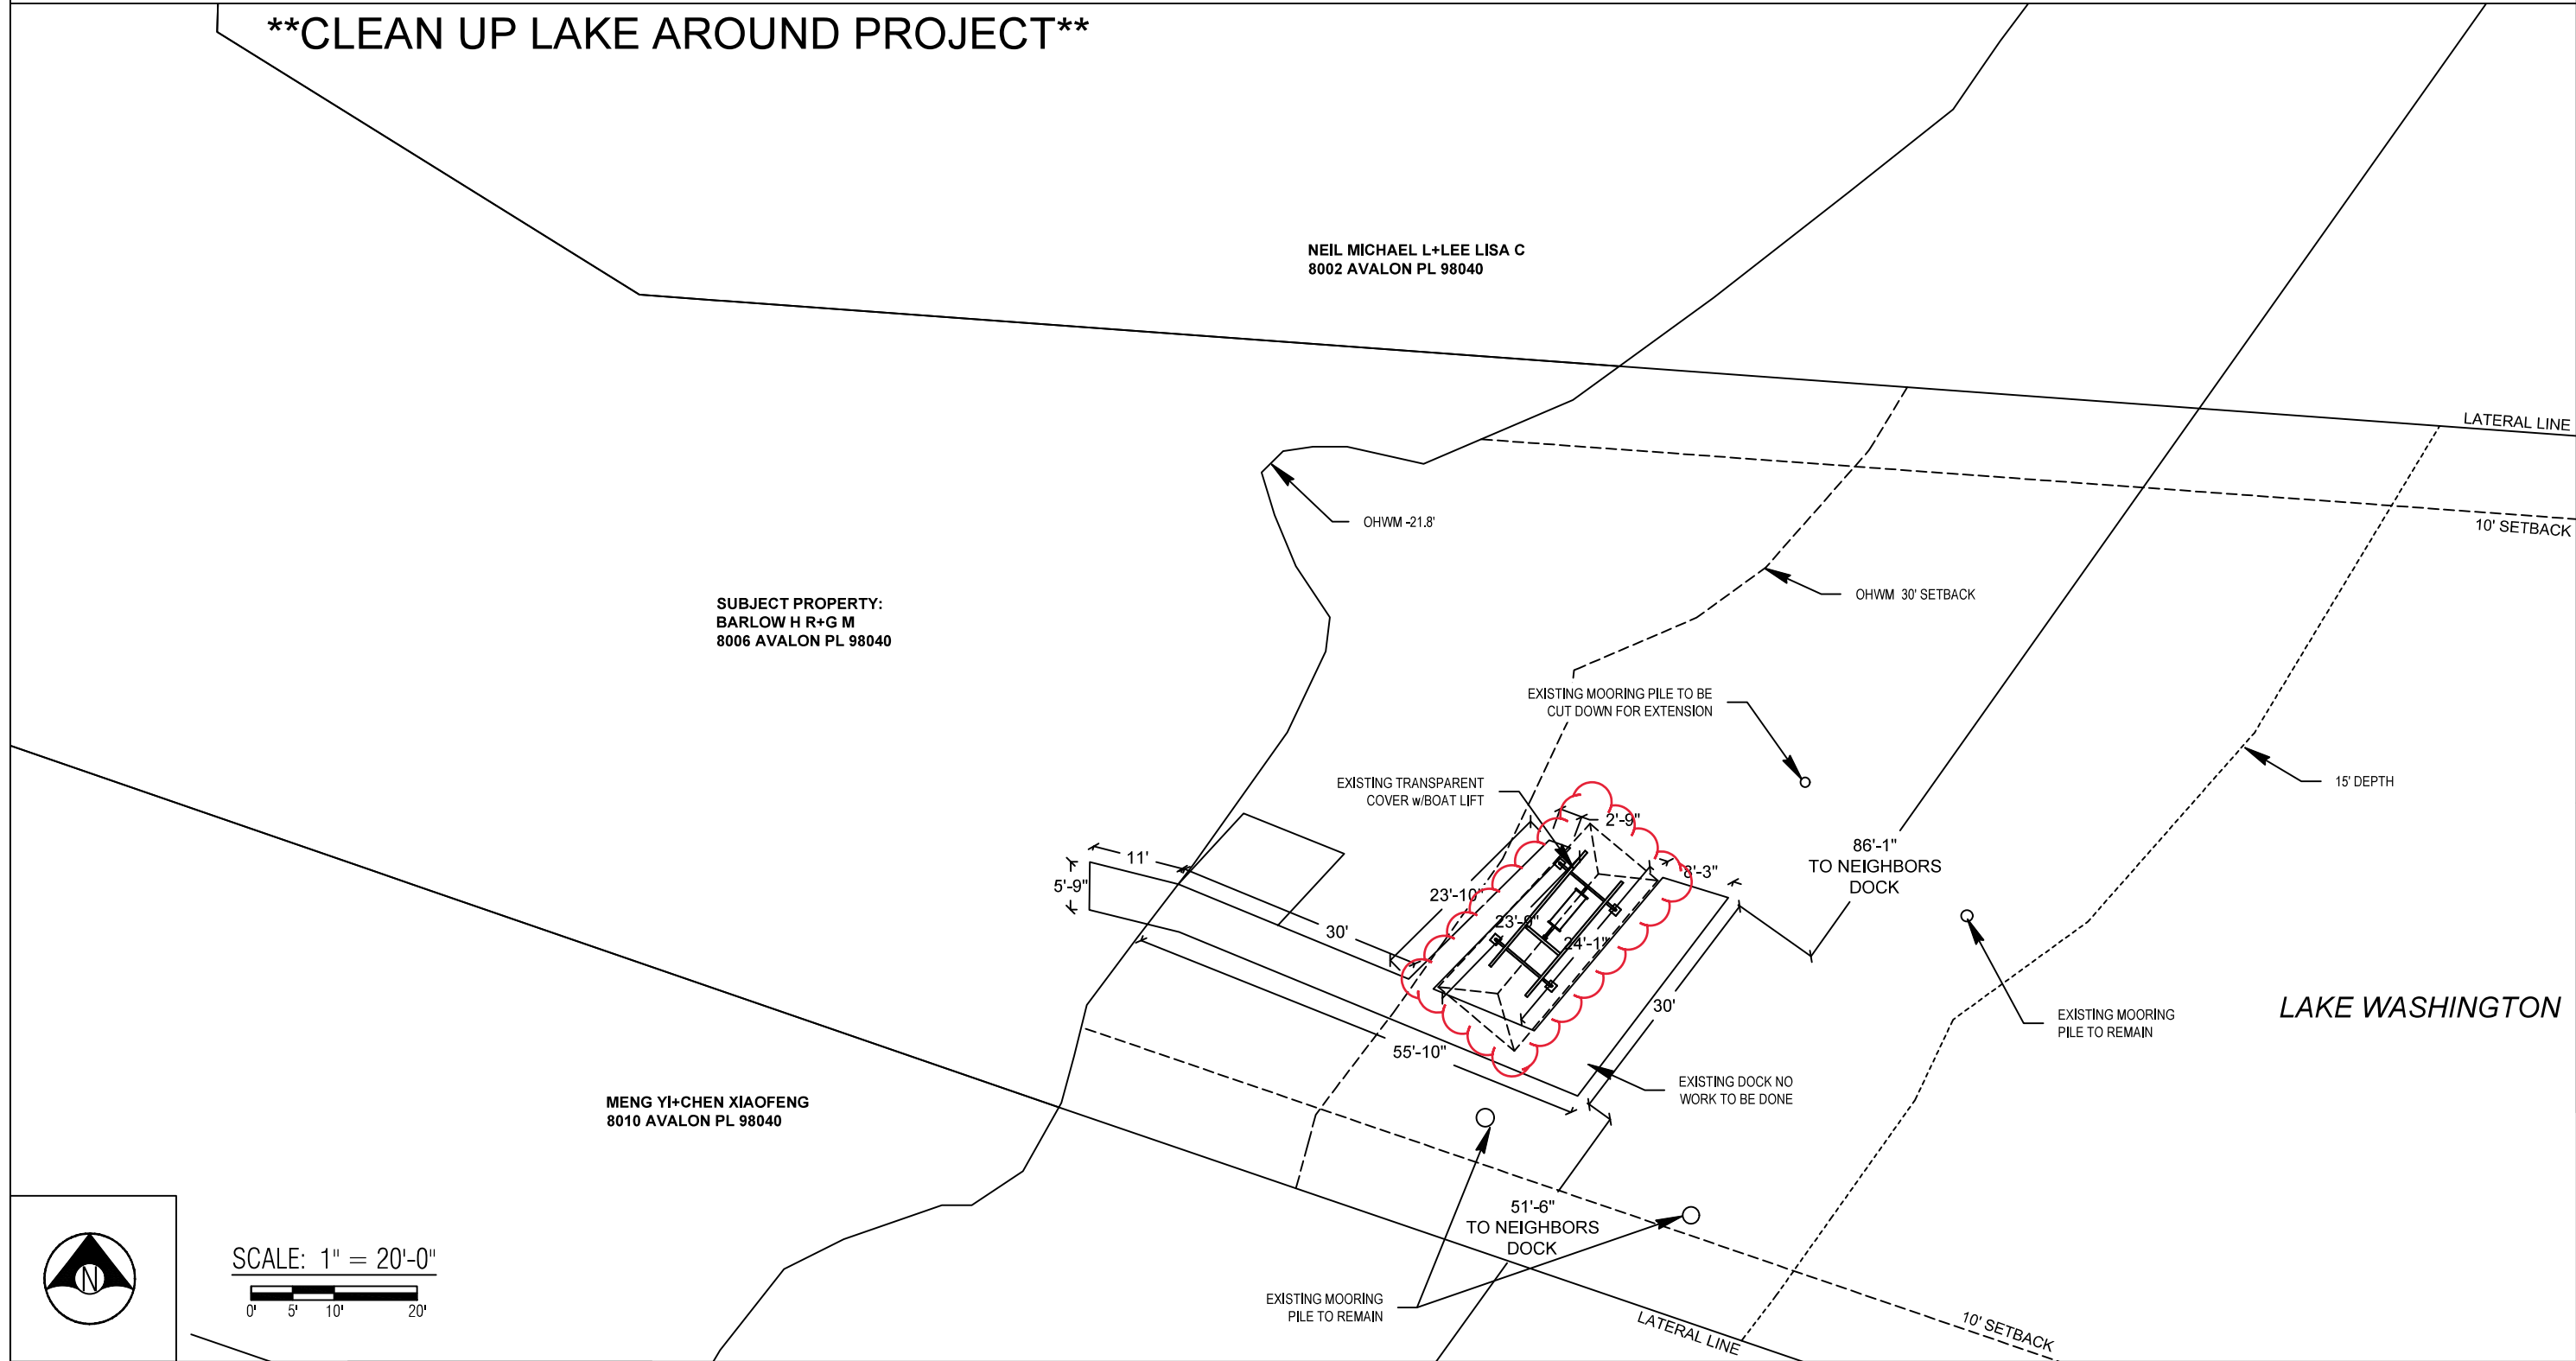 **CLEAN UP LAKE AROUND PROJECT**
NEIL MICHAEL L+LEE LISA C
8002 AVALON PL 98040
LATERAL LINE
10' SETBACK
OHWM -21.8'
OHWM 30' SETBACK
SUBJECT PROPERTY:
BARLOW H R+G M
8006 AVALON PL 98040
EXISTING MOORING PILE TO BE
CUT DOWN FOR EXTENSION
EXISTING TRANSPARENT
COVER w/BOAT LIFT
15' DEPTH
2'-9"
86'-1"
TO NEIGHBORS
DOCK
11'
5'-9"
8'-3"
23'-10"
23'-9"
24'-1"
30'
30'
55'-10"
EXISTING MOORING
PILE TO REMAIN
LAKE WASHINGTON
EXISTING DOCK NO
WORK TO BE DONE
MENG YI+CHEN XIAOFENG
8010 AVALON PL 98040
51'-6"
TO NEIGHBORS
DOCK
EXISTING MOORING
PILE TO REMAIN
LATERAL LINE
10' SETBACK
N
SCALE: 1" = 20'-0"
0' 5' 10' 20'